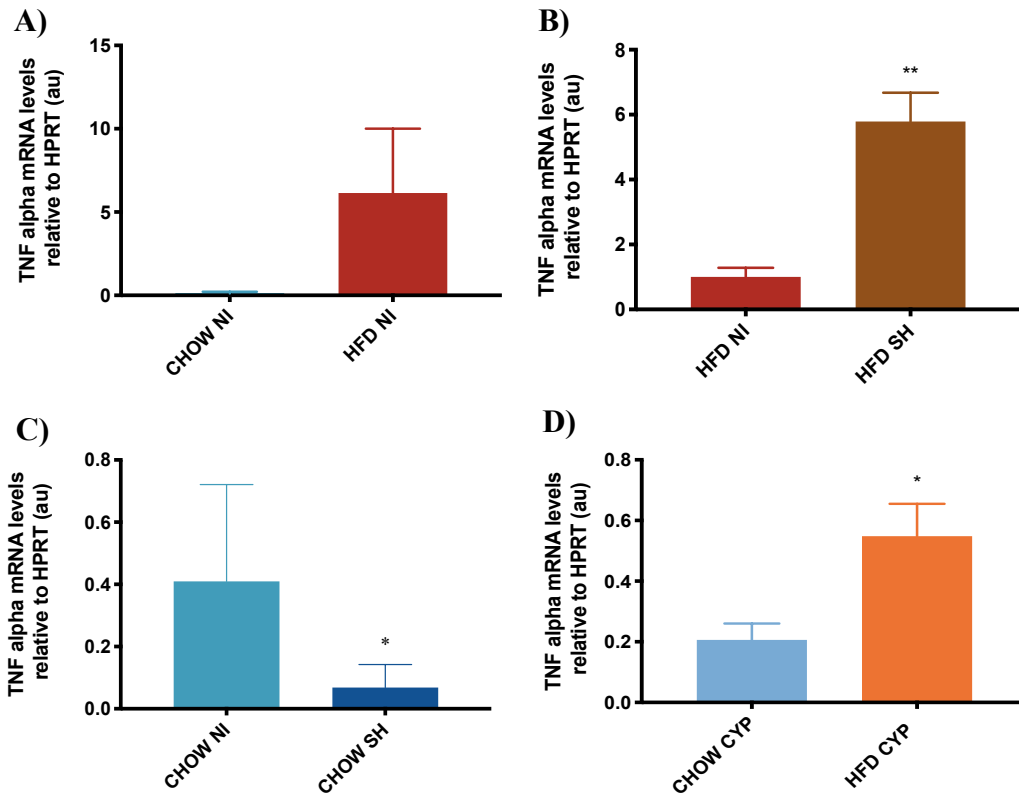 A)
TNF alpha mRNA levels
relative to HPRT (au)
15
10
5
0
CHOW NI
HFD NI
B)
TNF alpha mRNA levels
relative to HPRT (au)
8
6
4
2
0
**
HFD NI
HFD SH
C)
TNF alpha mRNA levels
relative to HPRT (au)
0.8
0.6
0.4
0.2
0.0
*
CHOW NI
CHOW SH
D)
TNF alpha mRNA levels
relative to HPRT (au)
0.8
0.6
0.4
0.2
0.0
*
CHOW CYP
HFD CYP